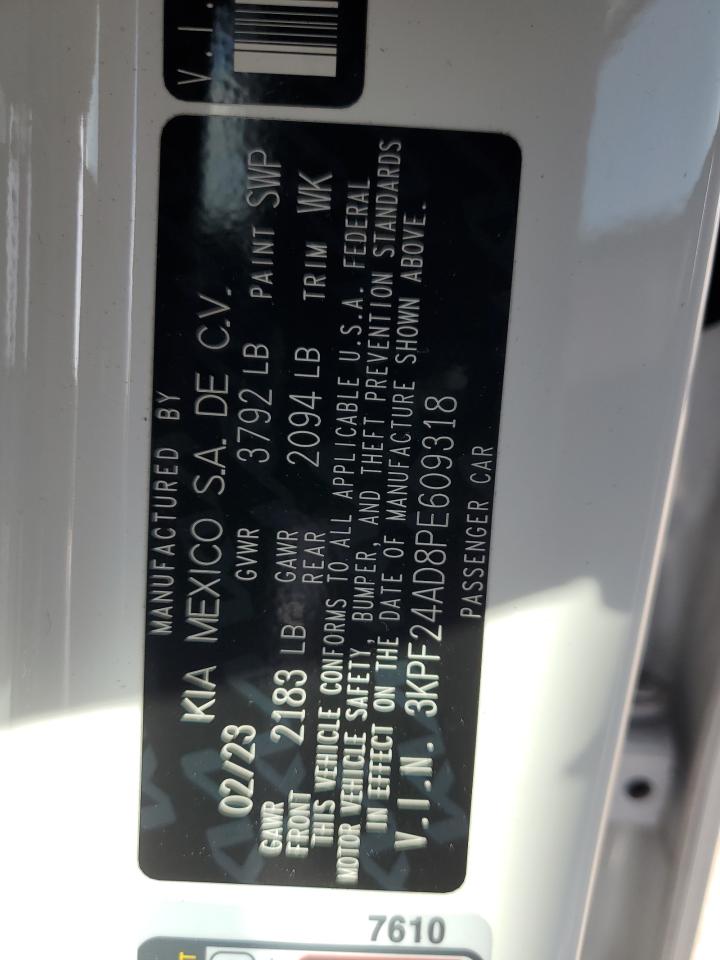 V.I.
MANUFACTURED BY
KIA MEXICO S.A. DE C.V.
02/23 GVWR 3792 LB PAINT SWP
GAWR FRONT 2183 LB GAWR REAR 2094 LB TRIM WK
THIS VEHICLE CONFORMS TO ALL APPLICABLE U.S.A. FEDERAL
MOTOR VEHICLE SAFETY, BUMPER, AND THEFT PREVENTION STANDARDS
IN EFFECT ON THE DATE OF MANUFACTURE SHOWN ABOVE.
V.I.N. 3KPF24AD8PE609318
PASSENGER CAR
7610